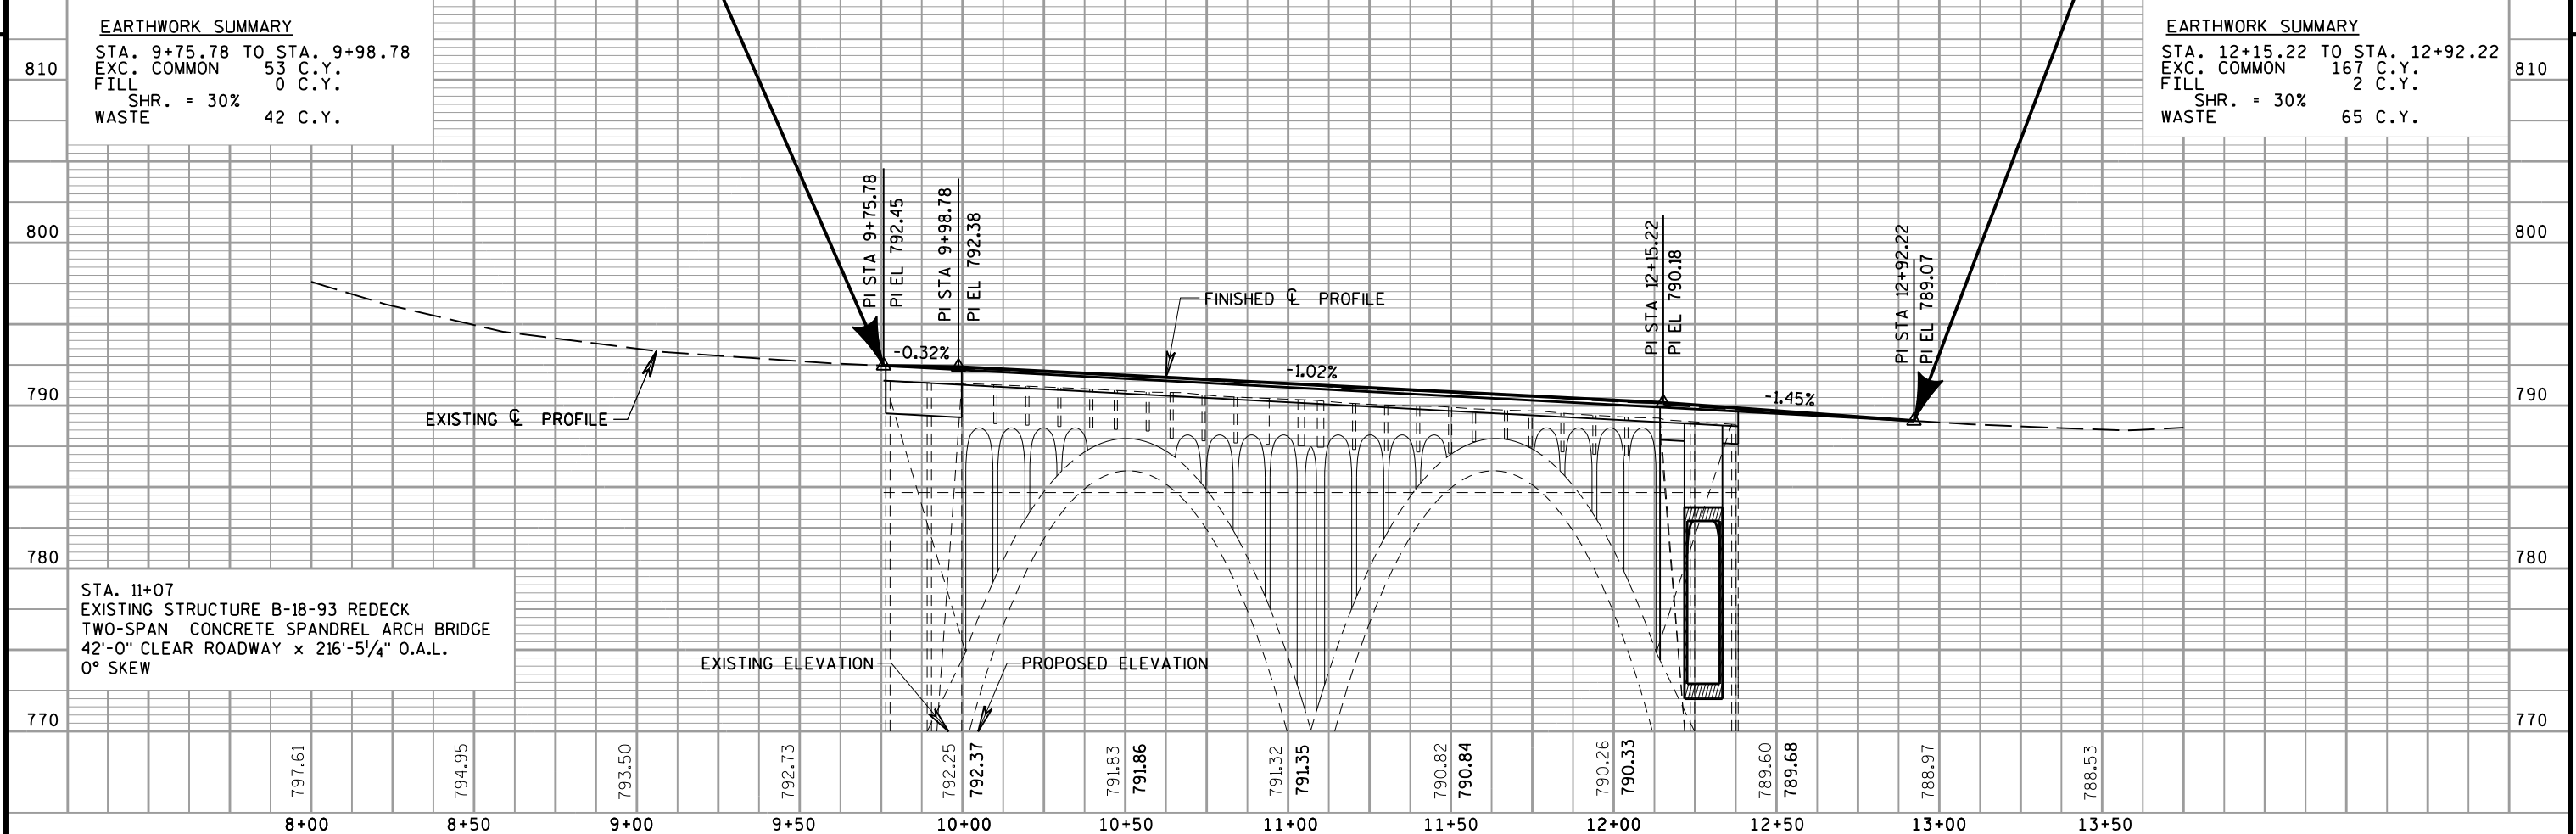 EARTHWORK SUMMARY
STA. 9+75.78 TO STA. 9+98.78
EXC. COMMON 53 C.Y.
FILL 0 C.Y.
SHR. = 30%
WASTE 42 C.Y.
EARTHWORK SUMMARY
STA. 12+15.22 TO STA. 12+92.22
EXC. COMMON 167 C.Y.
FILL 2 C.Y.
SHR. = 30%
WASTE 65 C.Y.
810
810
800
800
790
790
780
780
770
770
PI STA 9+75.78
PI EL 792.45
PI STA 9+98.78
PI EL 792.38
PI STA 12+15.22
PI EL 790.18
PI STA 12+92.22
PI EL 789.07
FINISHED ℄ PROFILE
-0.32%
-1.02%
-1.45%
EXISTING ℄ PROFILE
STA. 11+07
EXISTING STRUCTURE B-18-93 REDECK
TWO-SPAN CONCRETE SPANDREL ARCH BRIDGE
42'-0" CLEAR ROADWAY x 216'-5¼" O.A.L.
0° SKEW
EXISTING ELEVATION
PROPOSED ELEVATION
797.61
794.95
793.50
792.73
792.25
792.37
791.83
791.86
791.32
791.35
790.82
790.84
790.26
790.33
789.60
789.68
788.97
788.53
8+00
8+50
9+00
9+50
10+00
10+50
11+00
11+50
12+00
12+50
13+00
13+50